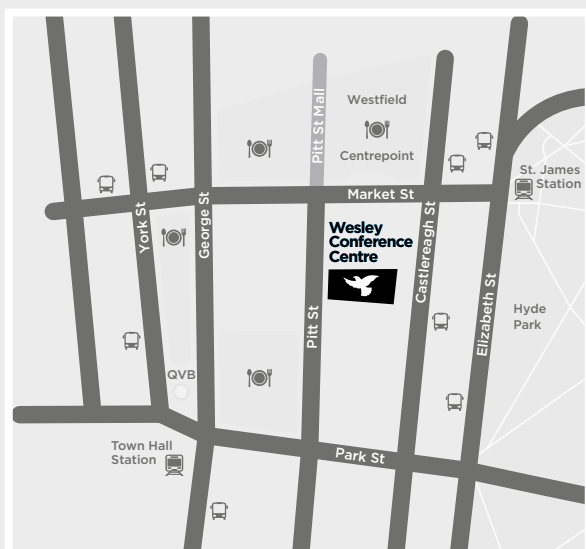 Pitt St Mall
Westfield
Centrepoint
St. James
Station
Market St
York St
George St
Wesley
Conference
Centre
Castlereagh St
Pitt St
Elizabeth St
Hyde
Park
QVB
Town Hall
Station
Park St